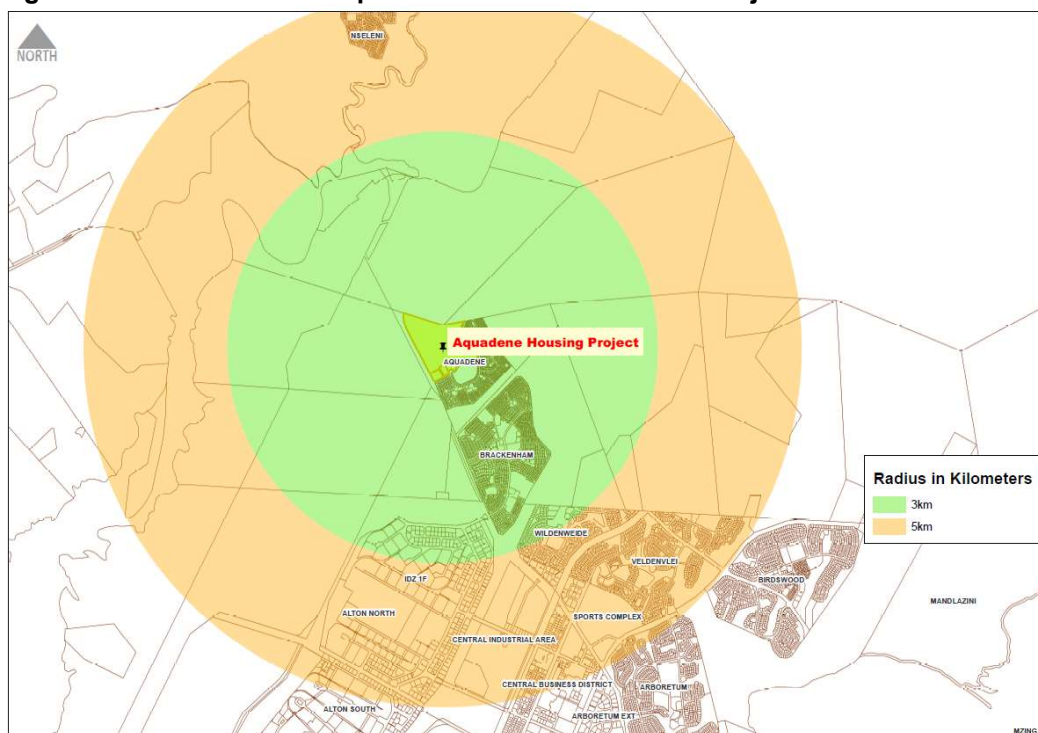 NORTH
NSELENI
Aquadene Housing Project
AQUADENE
BRACKENHAM
WILDENWEIDE
VELDENVLEI
IDZ 1F
BIRDSWOOD
ALTON NORTH
SPORTS COMPLEX
MANDLAZINI
CENTRAL INDUSTRIAL AREA
CENTRAL BUSINESS DISTRICT
ARBORETUM
ALTON SOUTH
ARBORETUM EXT
MZING
Radius in Kilometers
3km
5km